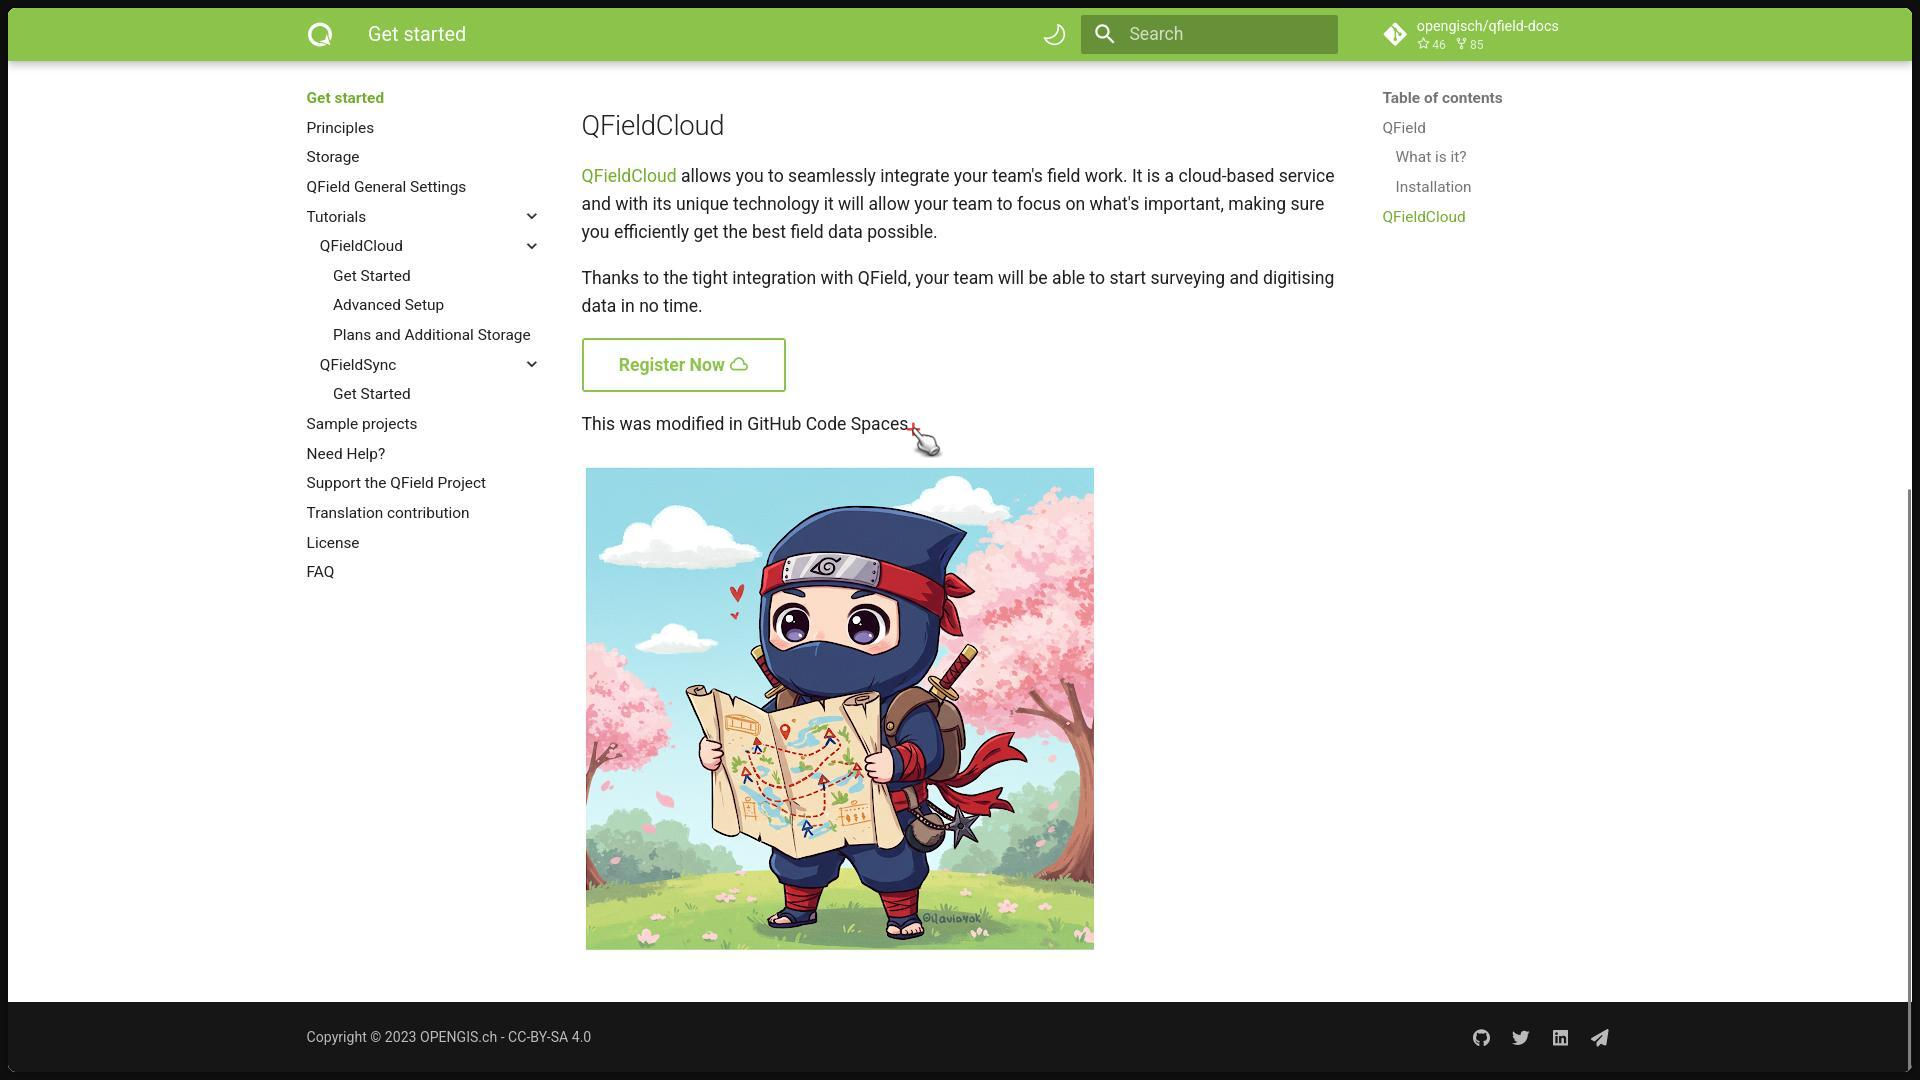 Get started
Search
opengisch/qfield-docs
46 85
Get started
Principles
Storage
QField General Settings
Tutorials
QFieldCloud
Get Started
Advanced Setup
Plans and Additional Storage
QFieldSync
Get Started
Sample projects
Need Help?
Support the QField Project
Translation contribution
License
FAQ
QFieldCloud
QFieldCloud allows you to seamlessly integrate your team's field work. It is a cloud-based service
and with its unique technology it will allow your team to focus on what's important, making sure
you efficiently get the best field data possible.
Thanks to the tight integration with QField, your team will be able to start surveying and digitising
data in no time.
Register Now
This was modified in GitHub Code Spaces
Table of contents
QField
What is it?
Installation
QFieldCloud
Copyright © 2023 OPENGIS.ch - CC-BY-SA 4.0